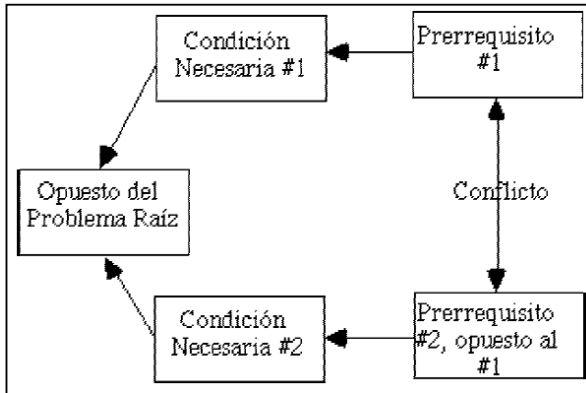 Condición
Necesaria #1
Prerrequisito
#1
Opuesto del
Problema Raíz
Conflicto
Condición
Necesaria #2
Prerrequisito
#2, opuesto al
#1